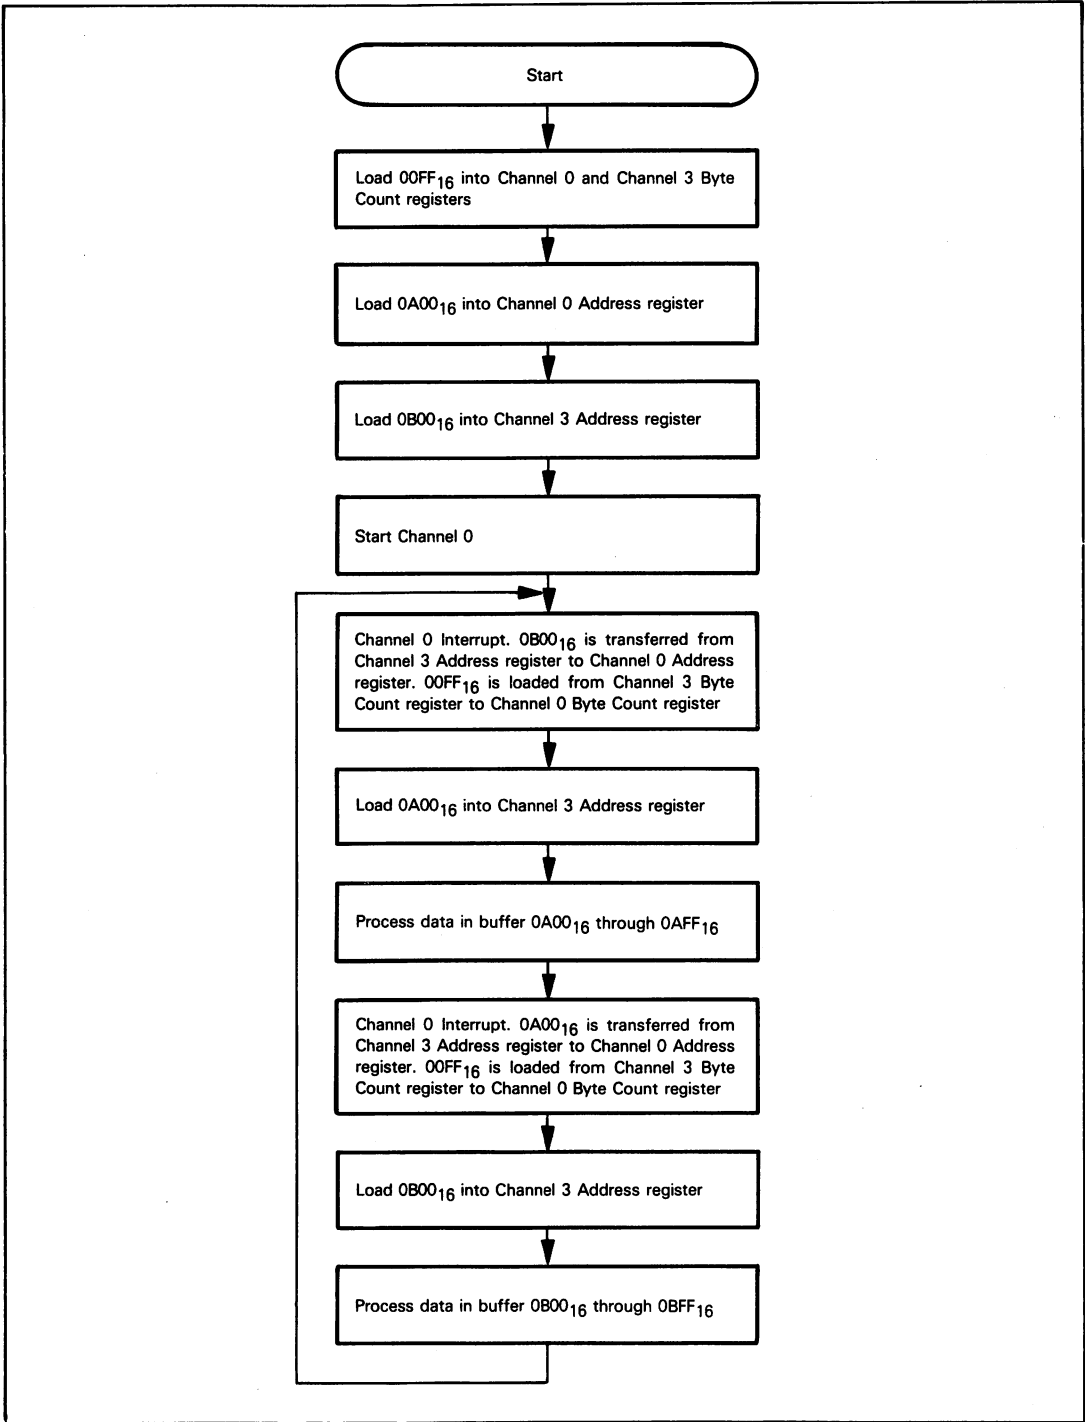 Start
Load 00FF16 into Channel 0 and Channel 3 Byte
Count registers
Load 0A0016 into Channel 0 Address register
Load 0B0016 into Channel 3 Address register
Start Channel 0
Channel 0 Interrupt. 0B0016 is transferred from
Channel 3 Address register to Channel 0 Address
register. 00FF16 is loaded from Channel 3 Byte
Count register to Channel 0 Byte Count register
Load 0A0016 into Channel 3 Address register
Process data in buffer 0A0016 through 0AFF16
Channel 0 Interrupt. 0A0016 is transferred from
Channel 3 Address register to Channel 0 Address
register. 00FF16 is loaded from Channel 3 Byte
Count register to Channel 0 Byte Count register
Load 0B0016 into Channel 3 Address register
Process data in buffer 0B0016 through 0BFF16